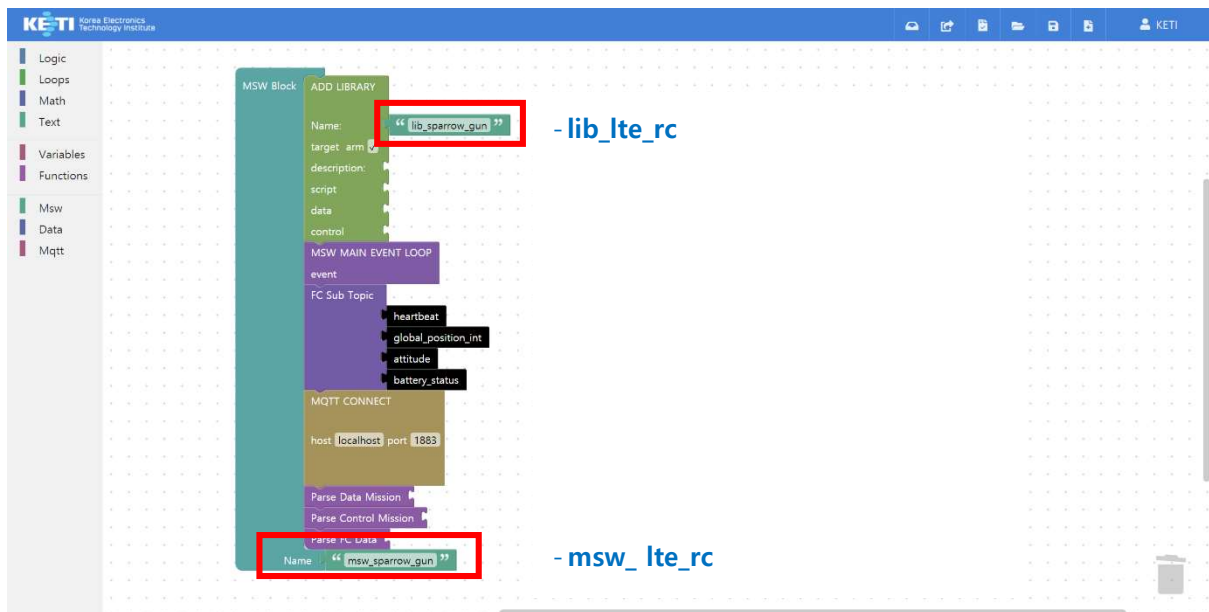 KETI Korea Electronics Technology Institute
KETI
Logic
Loops
Math
Text
Variables
Functions
Msw
Data
Mqtt
MSW Block
ADD LIBRARY
Name: “ lib_sparrow_gun ”
- lib_lte_rc
target arm
description:
script
data
control
MSW MAIN EVENT LOOP
event
FC Sub Topic
heartbeat
global_position_int
attitude
battery_status
MQTT CONNECT
host localhost port 1883
Parse Data Mission
Parse Control Mission
Parse FC Data
Name “ msw_sparrow_gun ”
- msw_ lte_rc